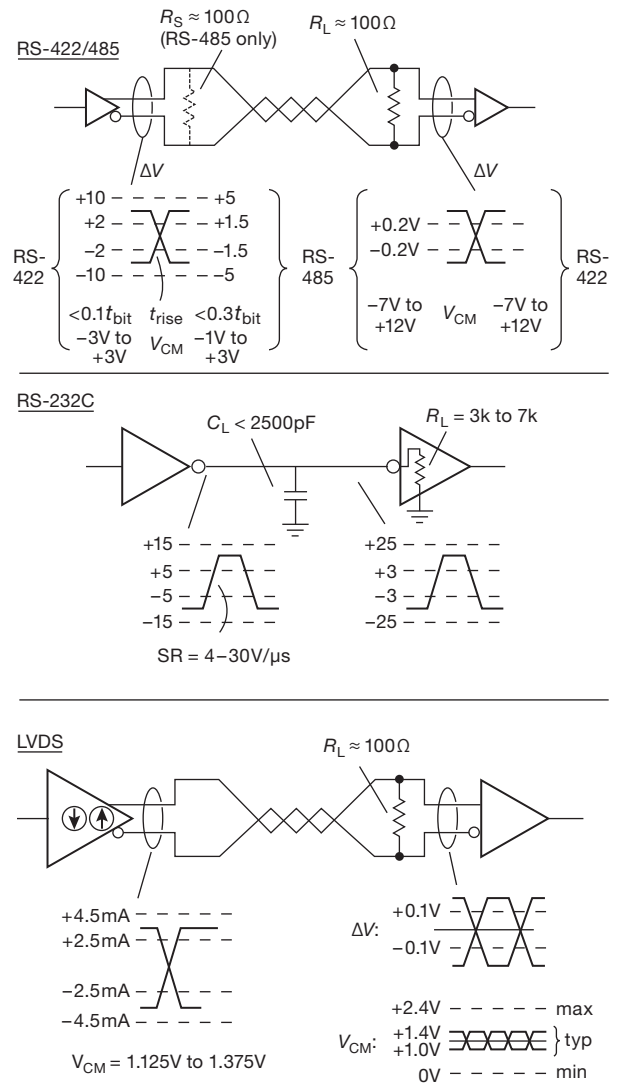 RS-422/485
R_S ≈ 100Ω
(RS-485 only)
R_L ≈ 100Ω
ΔV
ΔV
RS-
422
+10
+5
+2
+1.5
−2
−1.5
−10
−5
<0.1t_bit
t_rise
<0.3t_bit
−3V to
+3V
V_CM
−1V to
+3V
RS-
485
+0.2V
−0.2V
−7V to
+12V
V_CM
−7V to
+12V
RS-
422
RS-232C
C_L < 2500pF
R_L = 3k to 7k
+15
+5
−5
−15
SR = 4–30V/µs
+25
+3
−3
−25
LVDS
R_L ≈ 100Ω
+4.5mA
+2.5mA
−2.5mA
−4.5mA
V_CM = 1.125V to 1.375V
ΔV:
+0.1V
−0.1V
V_CM:
+2.4V
max
+1.4V
+1.0V
typ
0V
min